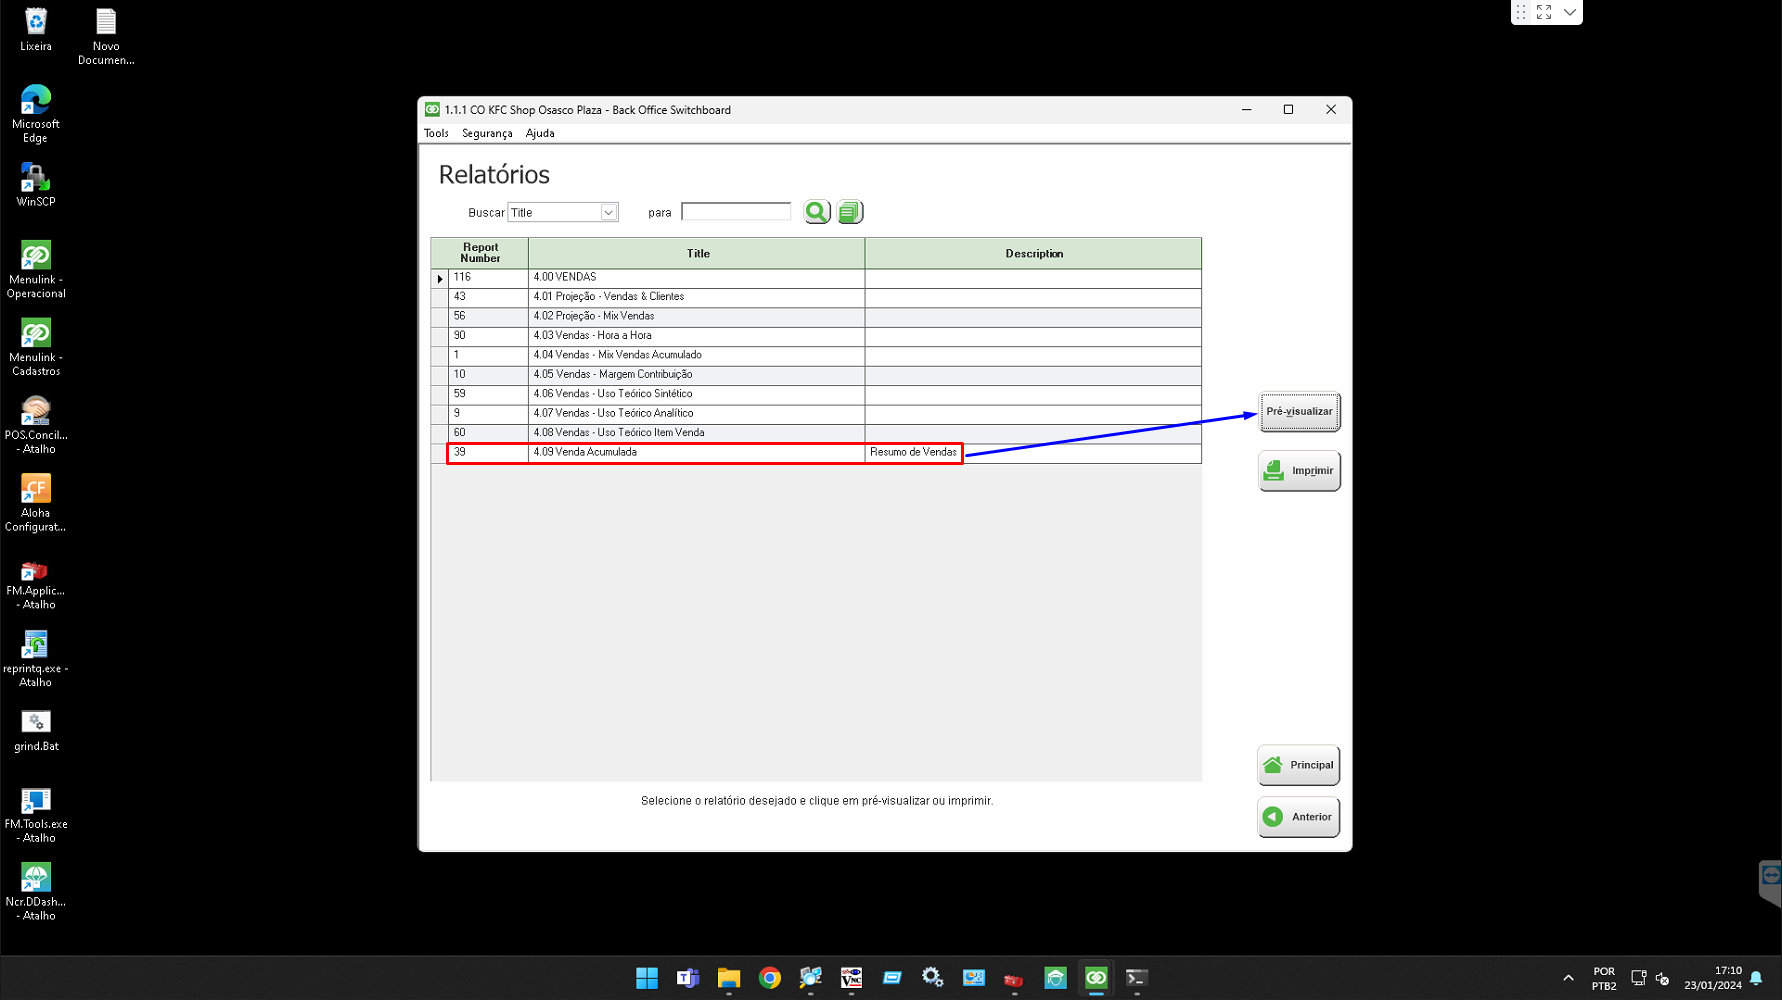 Lixeira
Novo
Documen...
Microsoft
Edge
WinSCP
Menulink -
Operacional
Menulink -
Cadastros
POS.Concil...
- Atalho
CF
Aloha
Configurat...
FM.Applic...
- Atalho
reprintq.exe -
Atalho
grind.Bat
FM.Tools.exe
- Atalho
Ncr.DDash...
- Atalho
1.1.1 CO KFC Shop Osasco Plaza - Back Office Switchboard
Tools Segurança Ajuda
Relatórios
Buscar Title para
Report Number Title Description
116 4.00 VENDAS
43 4.01 Projeção - Vendas & Clientes
56 4.02 Projeção - Mix Vendas
90 4.03 Vendas - Hora a Hora
1 4.04 Vendas - Mix Vendas Acumulado
10 4.05 Vendas - Margem Contribuição
59 4.06 Vendas - Uso Teórico Sintético
9 4.07 Vendas - Uso Teórico Analítico
60 4.08 Vendas - Uso Teórico Item Venda
39 4.09 Venda Acumulada Resumo de Vendas
Pré-visualizar
Imprimir
Principal
Anterior
Selecione o relatório desejado e clique em pré-visualizar ou imprimir.
POR
PTB2
17:10
23/01/2024